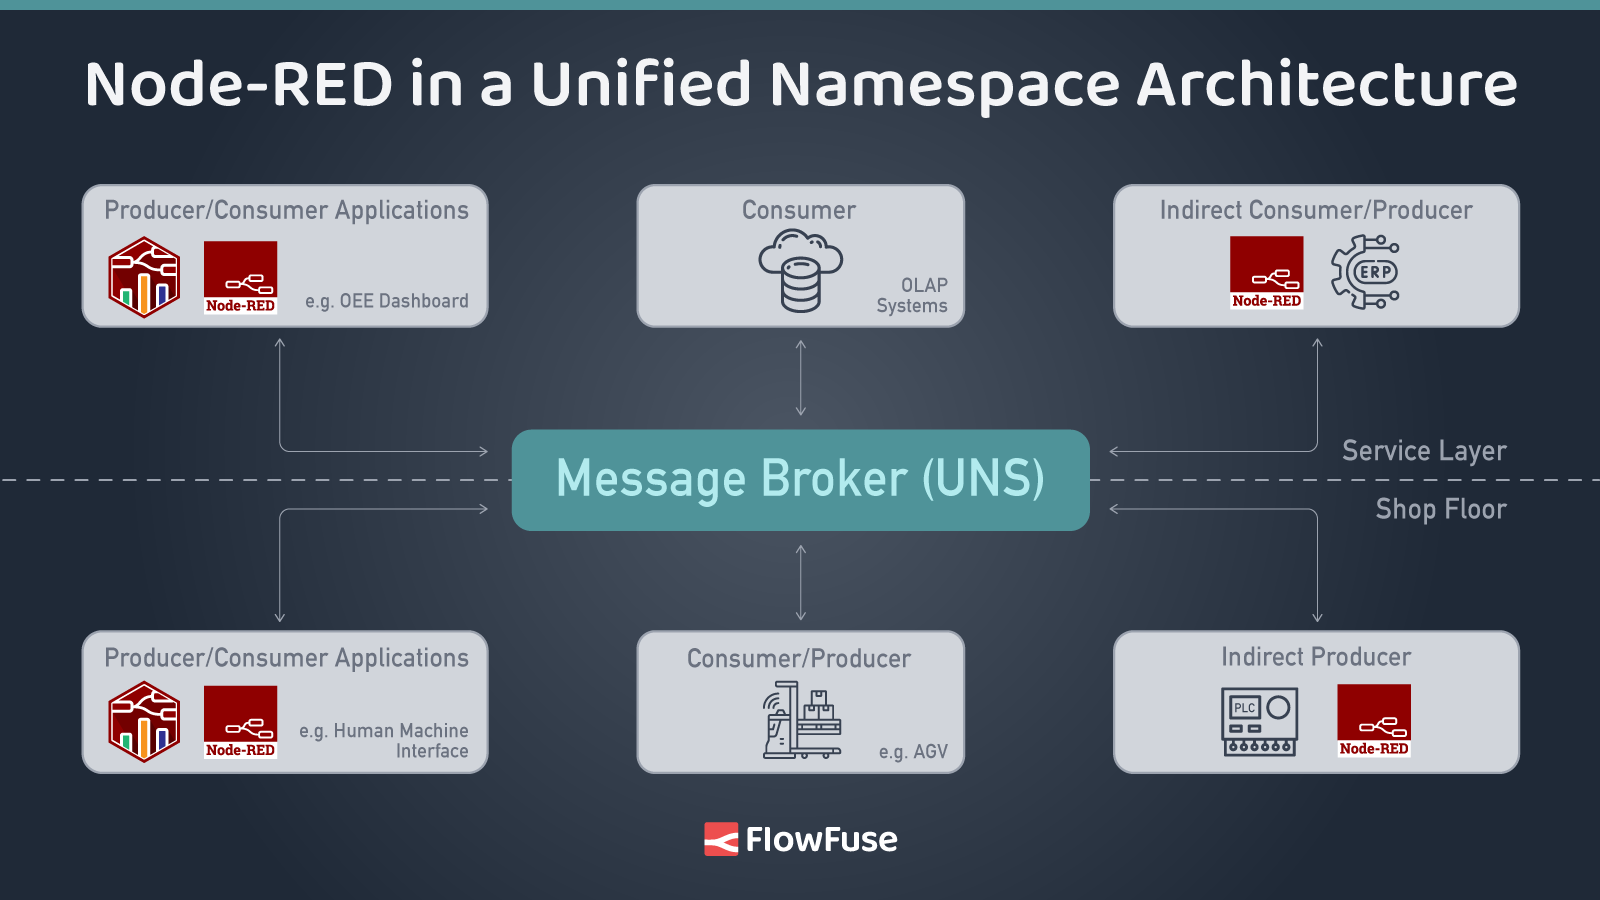 Node-RED in a Unified Namespace Architecture
Producer/Consumer Applications
Node-RED
e.g. OEE Dashboard
Consumer
OLAP
Systems
Indirect Consumer/Producer
Node-RED
ERP
Message Broker (UNS)
Service Layer
Shop Floor
Producer/Consumer Applications
Node-RED
e.g. Human Machine
Interface
Consumer/Producer
e.g. AGV
Indirect Producer
PLC
Node-RED
FlowFuse